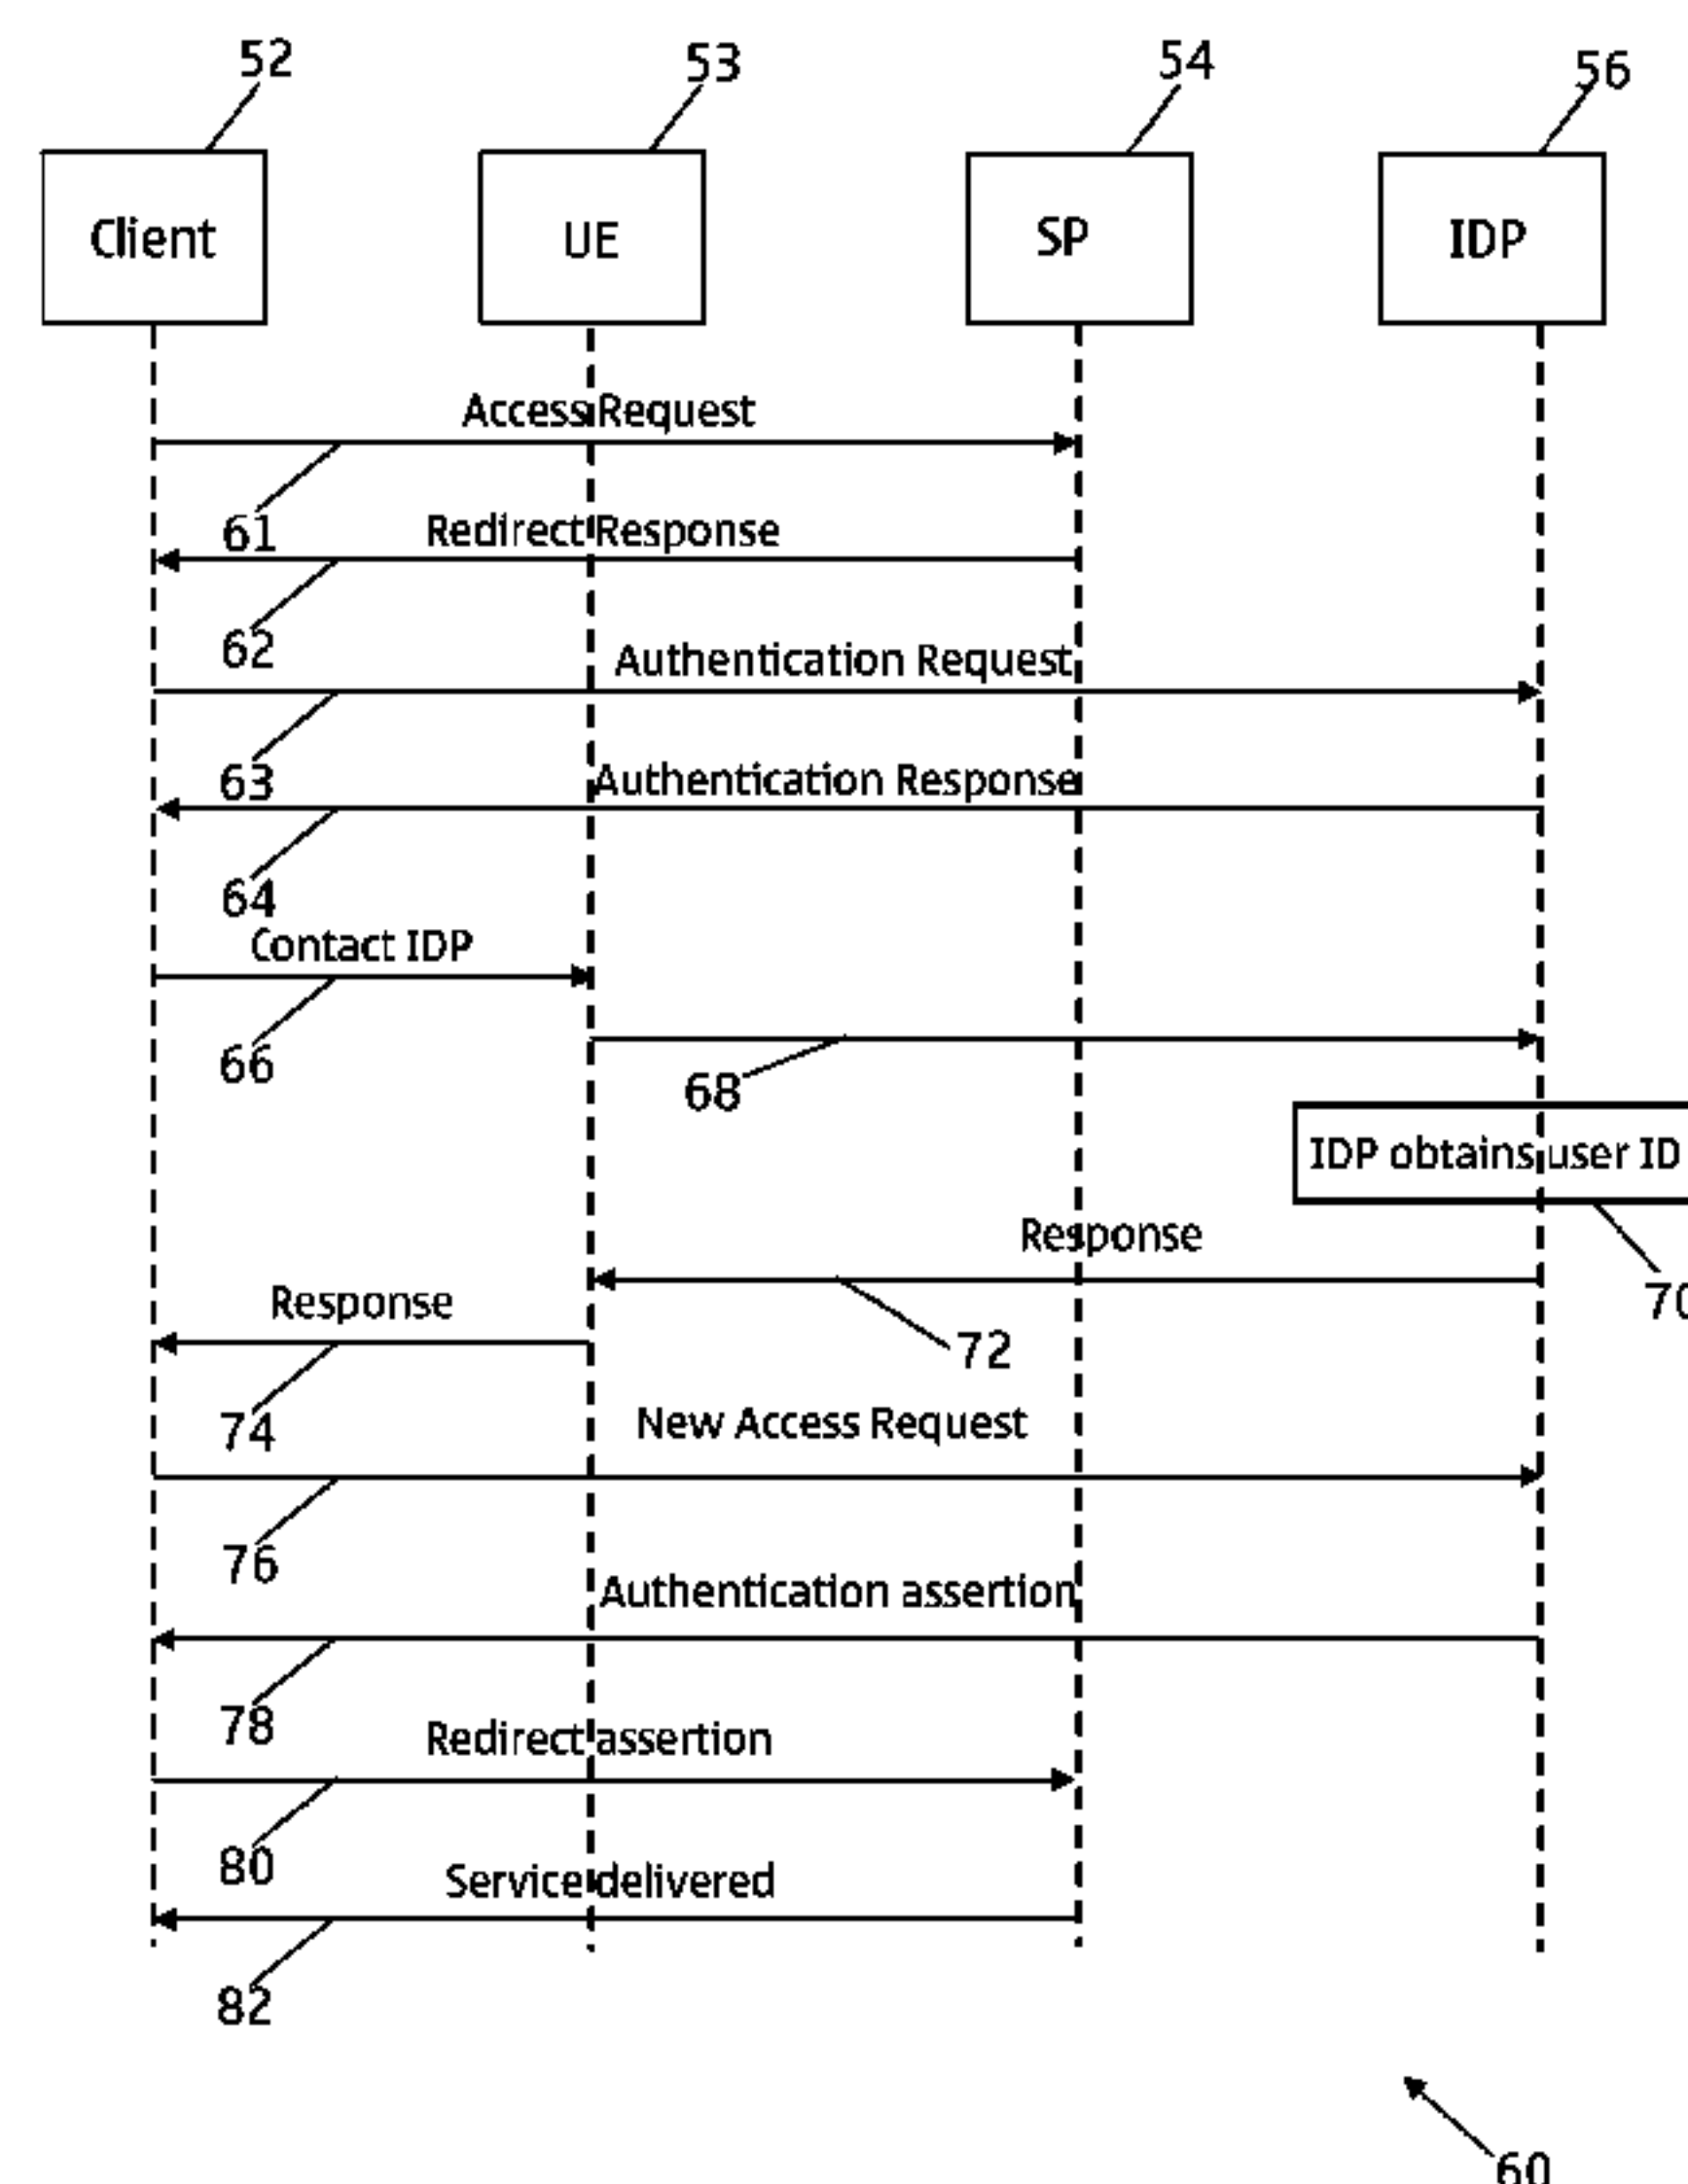 52
53
54
56
Client
UE
SP
IDP
Access Request
61
Redirect Response
62
Authentication Request
63
Authentication Response
64
Contact IDP
66
68
IDP obtains user ID
70
Response
72
Response
74
New Access Request
76
Authentication assertion
78
Redirect assertion
80
Service delivered
82
60